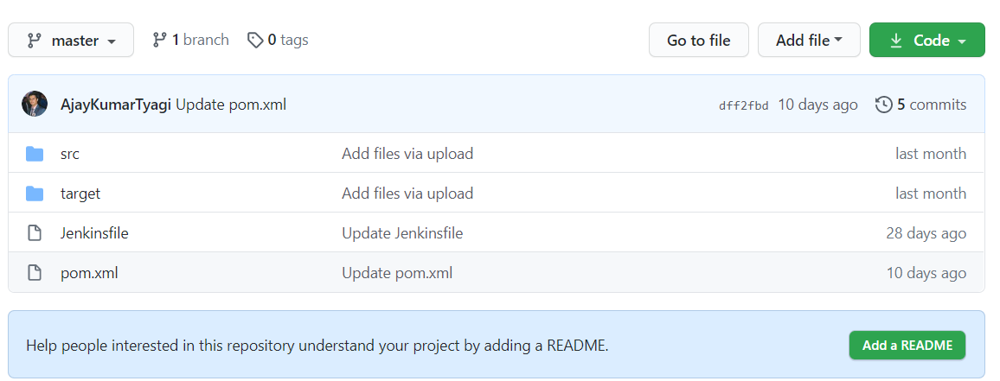 master 1 branch 0 tags Go to file Add file Code
AjayKumarTyagi Update pom.xml dff2fbd 10 days ago 5 commits
src Add files via upload last month
target Add files via upload last month
Jenkinsfile Update Jenkinsfile 28 days ago
pom.xml Update pom.xml 10 days ago
Help people interested in this repository understand your project by adding a README. Add a README